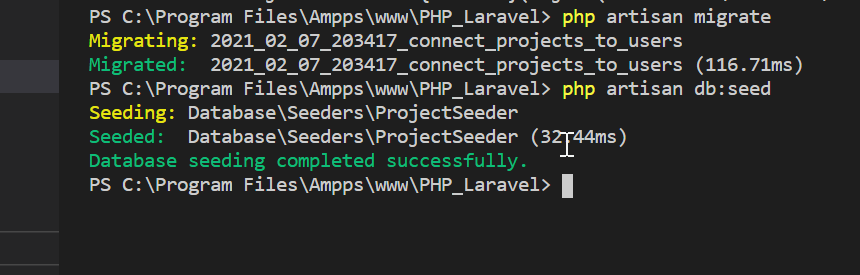 PS C:\Program Files\Ampps\www\PHP_Laravel> php artisan migrate
Migrating: 2021_02_07_203417_connect_projects_to_users
Migrated:  2021_02_07_203417_connect_projects_to_users (116.71ms)
PS C:\Program Files\Ampps\www\PHP_Laravel> php artisan db:seed
Seeding: Database\Seeders\ProjectSeeder
Seeded:  Database\Seeders\ProjectSeeder (32.44ms)
Database seeding completed successfully.
PS C:\Program Files\Ampps\www\PHP_Laravel>